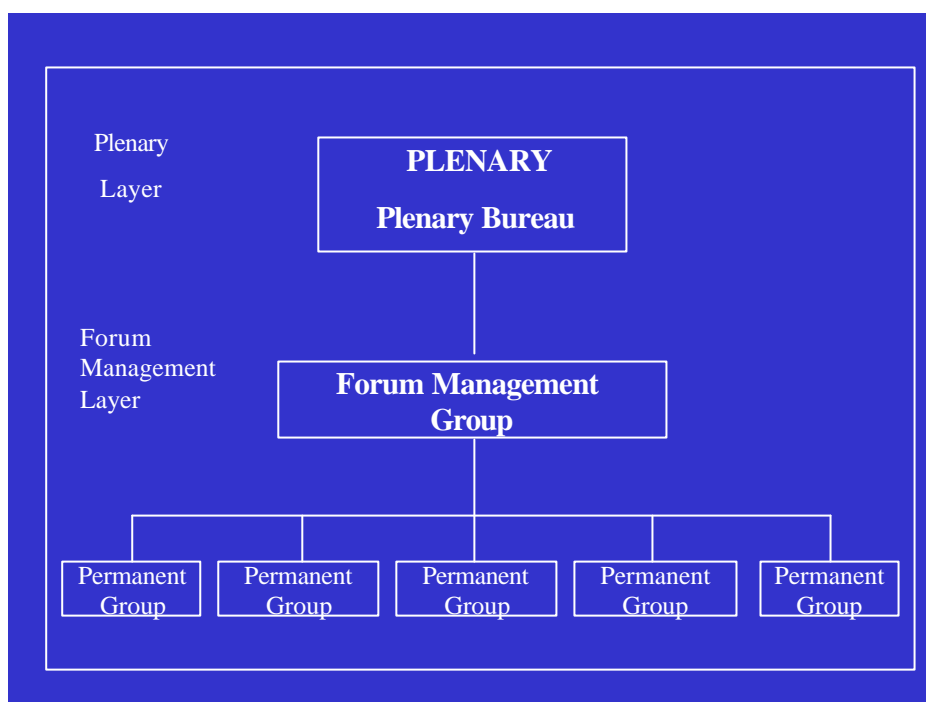 Plenary
Layer
PLENARY
Plenary Bureau
Forum
Management
Layer
Forum Management
Group
Permanent
Group
Permanent
Group
Permanent
Group
Permanent
Group
Permanent
Group